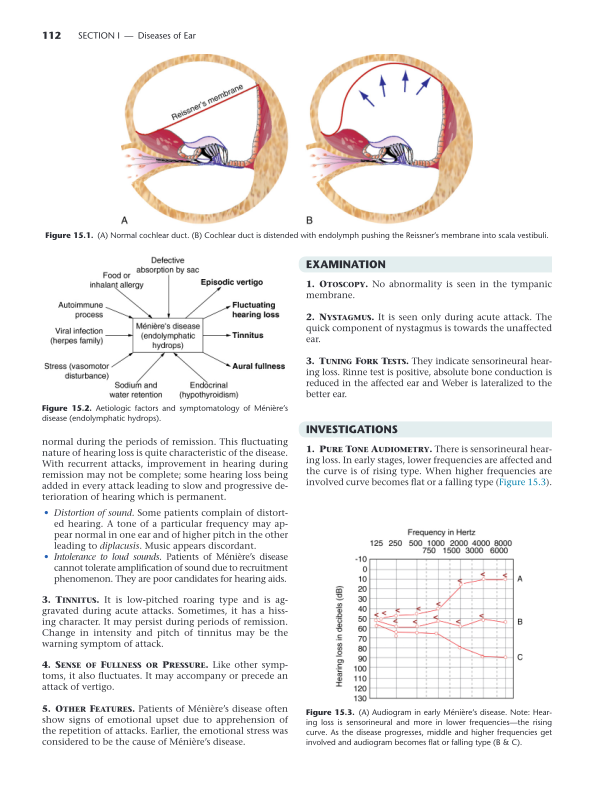 112 SECTION I — Diseases of Ear
Reissner's membrane
A
B
Figure 15.1. (A) Normal cochlear duct. (B) Cochlear duct is distended with endolymph pushing the Reissner's membrane into scala vestibuli.
Defective
absorption by sac
Food or
inhalant allergy
Episodic vertigo
Autoimmune
process
Fluctuating
hearing loss
Ménière's disease
(endolymphatic
hydrops)
Viral infection
(herpes family)
Tinnitus
Stress (vasomotor
disturbance)
Aural fullness
Sodium and
water retention
Endocrinal
(hypothyroidism)
Figure 15.2. Aetiologic factors and symptomatology of Ménière's
disease (endolymphatic hydrops).
normal during the periods of remission. This fluctuating
nature of hearing loss is quite characteristic of the disease.
With recurrent attacks, improvement in hearing during
remission may not be complete; some hearing loss being
added in every attack leading to slow and progressive de-
terioration of hearing which is permanent.
• Distortion of sound. Some patients complain of distort-
ed hearing. A tone of a particular frequency may ap-
pear normal in one ear and of higher pitch in the other
leading to diplacusis. Music appears discordant.
• Intolerance to loud sounds. Patients of Ménière's disease
cannot tolerate amplification of sound due to recruitment
phenomenon. They are poor candidates for hearing aids.
3. Tinnitus. It is low-pitched roaring type and is ag-
gravated during acute attacks. Sometimes, it has a hiss-
ing character. It may persist during periods of remission.
Change in intensity and pitch of tinnitus may be the
warning symptom of attack.
4. Sense of Fullness or Pressure. Like other symp-
toms, it also fluctuates. It may accompany or precede an
attack of vertigo.
5. Other Features. Patients of Ménière's disease often
show signs of emotional upset due to apprehension of
the repetition of attacks. Earlier, the emotional stress was
considered to be the cause of Ménière's disease.
EXAMINATION
1. Otoscopy. No abnormality is seen in the tympanic
membrane.
2. Nystagmus. It is seen only during acute attack. The
quick component of nystagmus is towards the unaffected
ear.
3. Tuning Fork Tests. They indicate sensorineural hear-
ing loss. Rinne test is positive, absolute bone conduction is
reduced in the affected ear and Weber is lateralized to the
better ear.
INVESTIGATIONS
1. Pure Tone Audiometry. There is sensorineural hear-
ing loss. In early stages, lower frequencies are affected and
the curve is of rising type. When higher frequencies are
involved curve becomes flat or a falling type (Figure 15.3).
Frequency in Hertz
125 250 500 1000 2000 4000 8000
750 1500 3000 6000
Hearing loss in decibels (dB)
-10
0
10
20
30
40
50
60
70
80
90
100
110
120
130
A
B
C
Figure 15.3. (A) Audiogram in early Ménière's disease. Note: Hear-
ing loss is sensorineural and more in lower frequencies—the rising
curve. As the disease progresses, middle and higher frequencies get
involved and audiogram becomes flat or falling type (B & C).